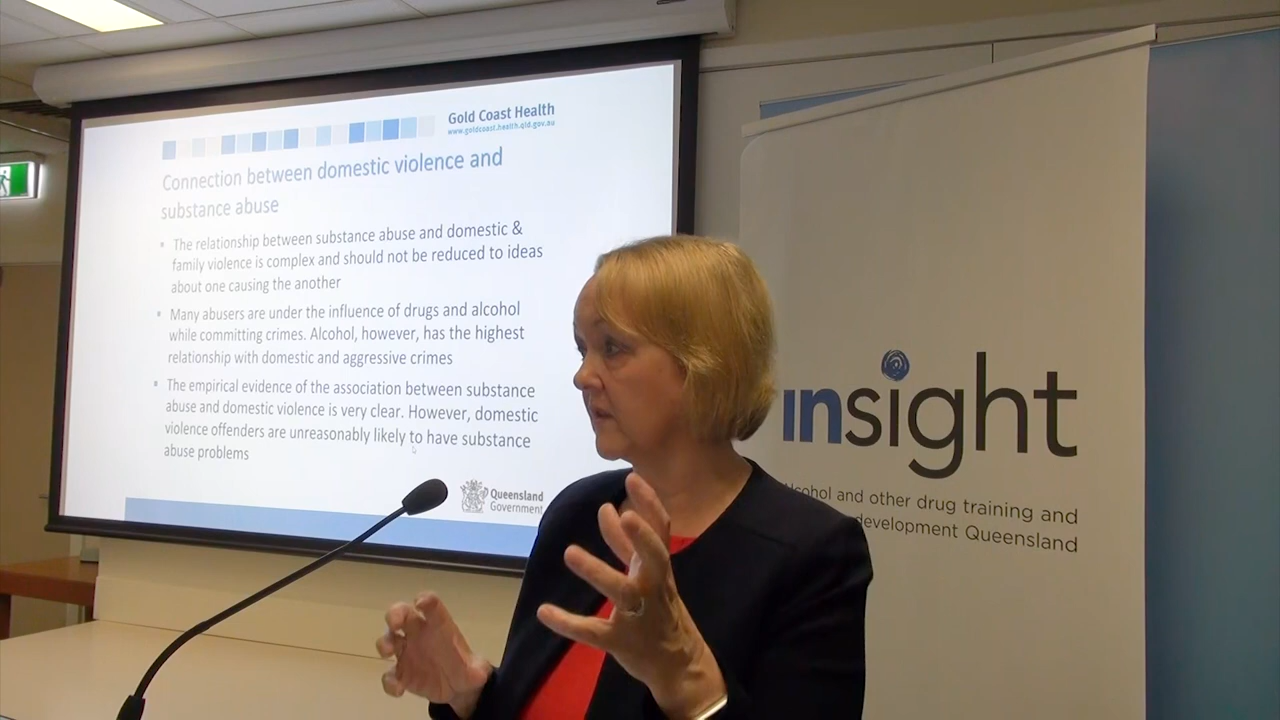 Gold Coast Health
www.goldcoast.health.qld.gov.au
Connection between domestic violence and
substance abuse
The relationship between substance abuse and domestic &
family violence is complex and should not be reduced to ideas
about one causing the another
Many abusers are under the influence of drugs and alcohol
while committing crimes. Alcohol, however, has the highest
relationship with domestic and aggressive crimes
The empirical evidence of the association between substance
abuse and domestic violence is very clear. However, domestic
violence offenders are unreasonably likely to have substance
abuse problems
Queensland
Government
insight
and other drug training and
development Queensland